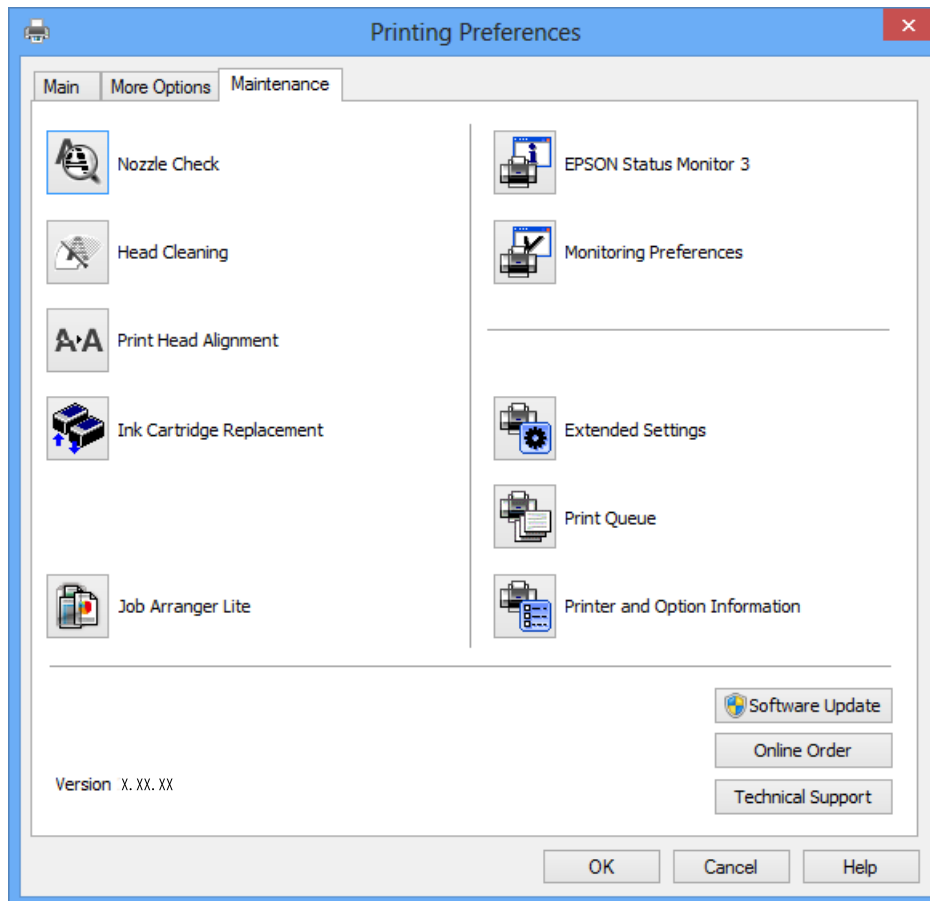 Printing Preferences
Main
More Options
Maintenance
Nozzle Check
Head Cleaning
A·A Print Head Alignment
Ink Cartridge Replacement
Job Arranger Lite
EPSON Status Monitor 3
Monitoring Preferences
Extended Settings
Print Queue
Printer and Option Information
Software Update
Online Order
Technical Support
Version X.XX.XX
OK
Cancel
Help